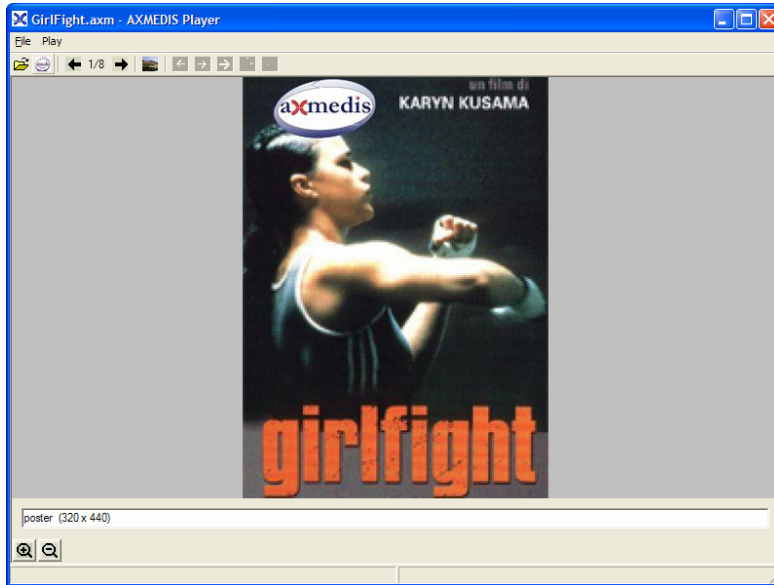 GirlFight.axm - AXMEDIS Player
File Play
1/8
axmedis
un film di
KARYN KUSAMA
girlfight
poster (320 x 440)